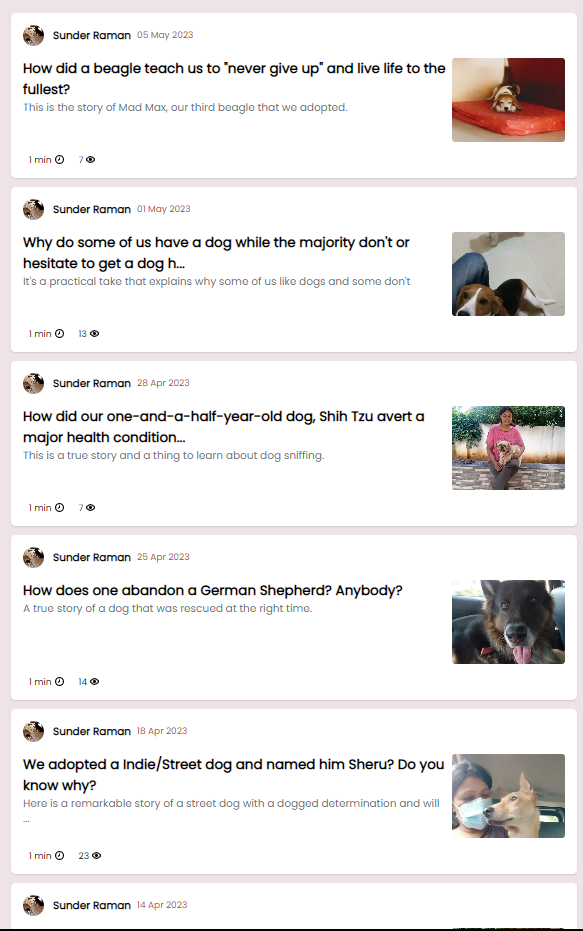 Sunder Raman 05 May 2023
How did a beagle teach us to "never give up" and live life to the
fullest?
This is the story of Mad Max, our third beagle that we adopted.
1 min 7
Sunder Raman 01 May 2023
Why do some of us have a dog while the majority don't or
hesitate to get a dog h...
It's a practical take that explains why some of us like dogs and some don't
1 min 13
Sunder Raman 28 Apr 2023
How did our one-and-a-half-year-old dog, Shih Tzu avert a
major health condition...
This is a true story and a thing to learn about dog sniffing.
1 min 7
Sunder Raman 25 Apr 2023
How does one abandon a German Shepherd? Anybody?
A true story of a dog that was rescued at the right time.
1 min 14
Sunder Raman 18 Apr 2023
We adopted a Indie/Street dog and named him Sheru? Do you
know why?
Here is a remarkable story of a street dog with a dogged determination and will
...
1 min 23
Sunder Raman 14 Apr 2023